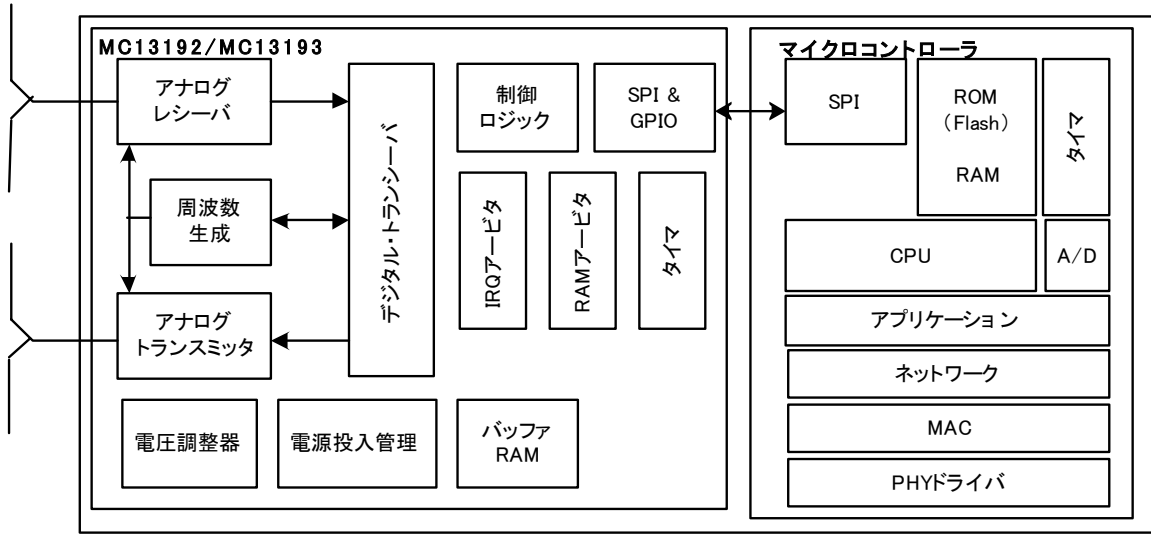 MC13192/MC13193
アナログ
レシーバ
周波数
生成
アナログ
トランスミッタ
デジタル・トランシーバ
制御
ロジック
SPI &
GPIO
IRQアービタ
RAMアービタ
タイマ
電圧調整器
電源投入管理
バッファ
RAM
マイクロコントローラ
SPI
ROM
(Flash)
RAM
タイマ
CPU
A/D
アプリケーション
ネットワーク
MAC
PHYドライバ